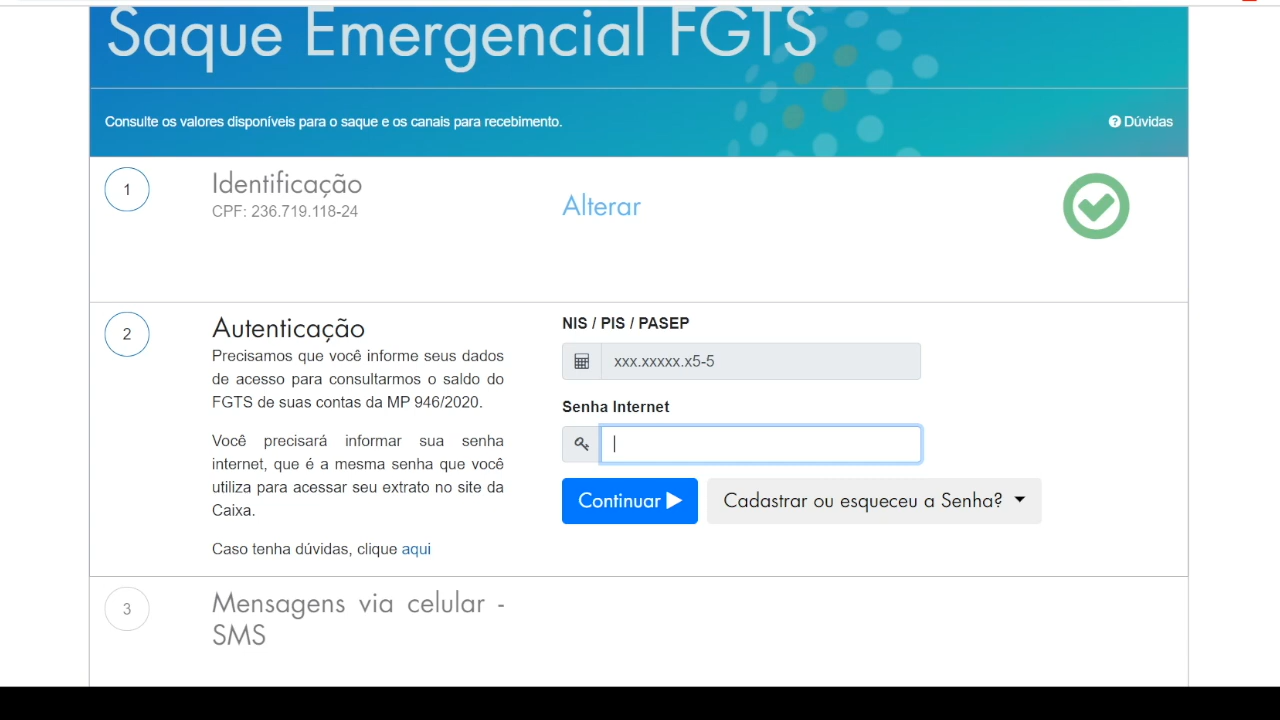 Saque Emergencial FGTS
Consulte os valores disponíveis para o saque e os canais para recebimento.
Dúvidas
1
Identificação
CPF: 236.719.118-24
Alterar
2
Autenticação
Precisamos que você informe seus dados
de acesso para consultarmos o saldo do
FGTS de suas contas da MP 946/2020.
Você precisará informar sua senha
internet, que é a mesma senha que você
utiliza para acessar seu extrato no site da
Caixa.
Caso tenha dúvidas, clique aqui
NIS / PIS / PASEP
xxx.xxxxx.x5-5
Senha Internet
Continuar
Cadastrar ou esqueceu a Senha?
3
Mensagens via celular -
SMS